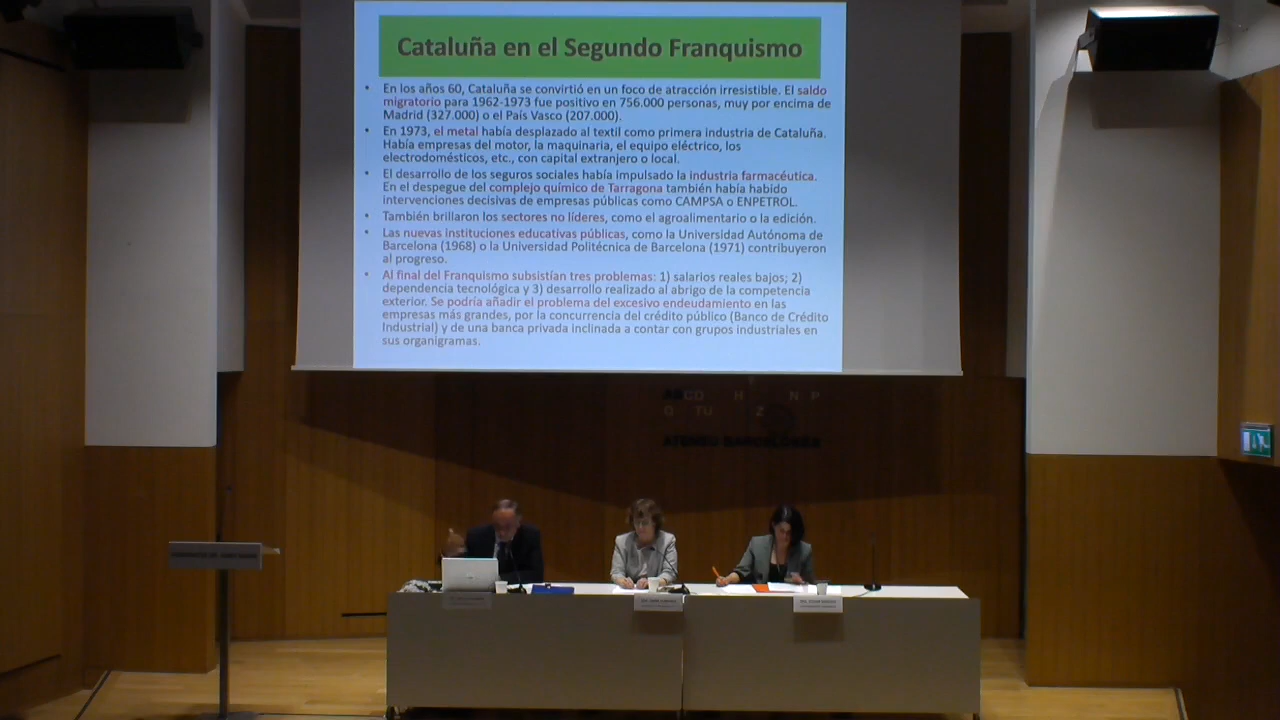 Cataluña en el Segundo Franquismo
• En los años 60, Cataluña se convirtió en un foco de atracción irresistible. El saldo
migratorio para 1962-1973 fue positivo en 756.000 personas, muy por encima de
Madrid (327.000) o el País Vasco (207.000).
• En 1973, el metal había desplazado al textil como primera industria de Cataluña.
Había empresas del motor, la maquinaria, el equipo eléctrico, los
electrodomésticos, etc., con capital extranjero o local.
• El desarrollo de los seguros sociales había impulsado la industria farmacéutica.
En el despegue del complejo químico de Tarragona también había habido
intervenciones decisivas de empresas públicas como CAMPSA o ENPETROL.
• También brillaron los sectores no líderes, como el agroalimentario o la edición.
• Las nuevas instituciones educativas públicas, como la Universidad Autónoma de
Barcelona (1968) o la Universidad Politécnica de Barcelona (1971) contribuyeron
al progreso.
• Al final del Franquismo subsistían tres problemas: 1) salarios reales bajos; 2)
dependencia tecnológica y 3) desarrollo realizado al abrigo de la competencia
exterior. Se podría añadir el problema del excesivo endeudamiento en las
empresas más grandes, por la concurrencia del crédito público (Banco de Crédito
Industrial) y de una banca privada inclinada a contar con grupos industriales en
sus organigramas.
ABCD H N P
G TU Z
ATENEU BARCELONÈS